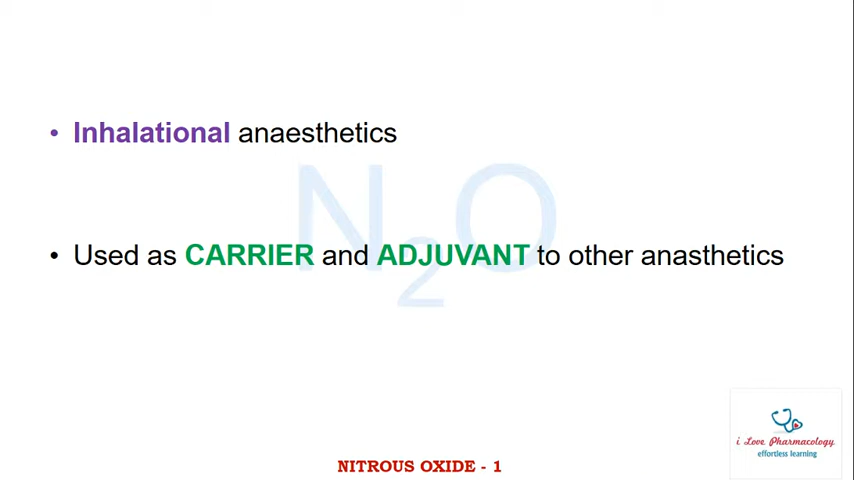 • Inhalational anaesthetics
N2O
• Used as CARRIER and ADJUVANT to other anasthetics
i Love Pharmacology
effortless learning
NITROUS OXIDE - 1